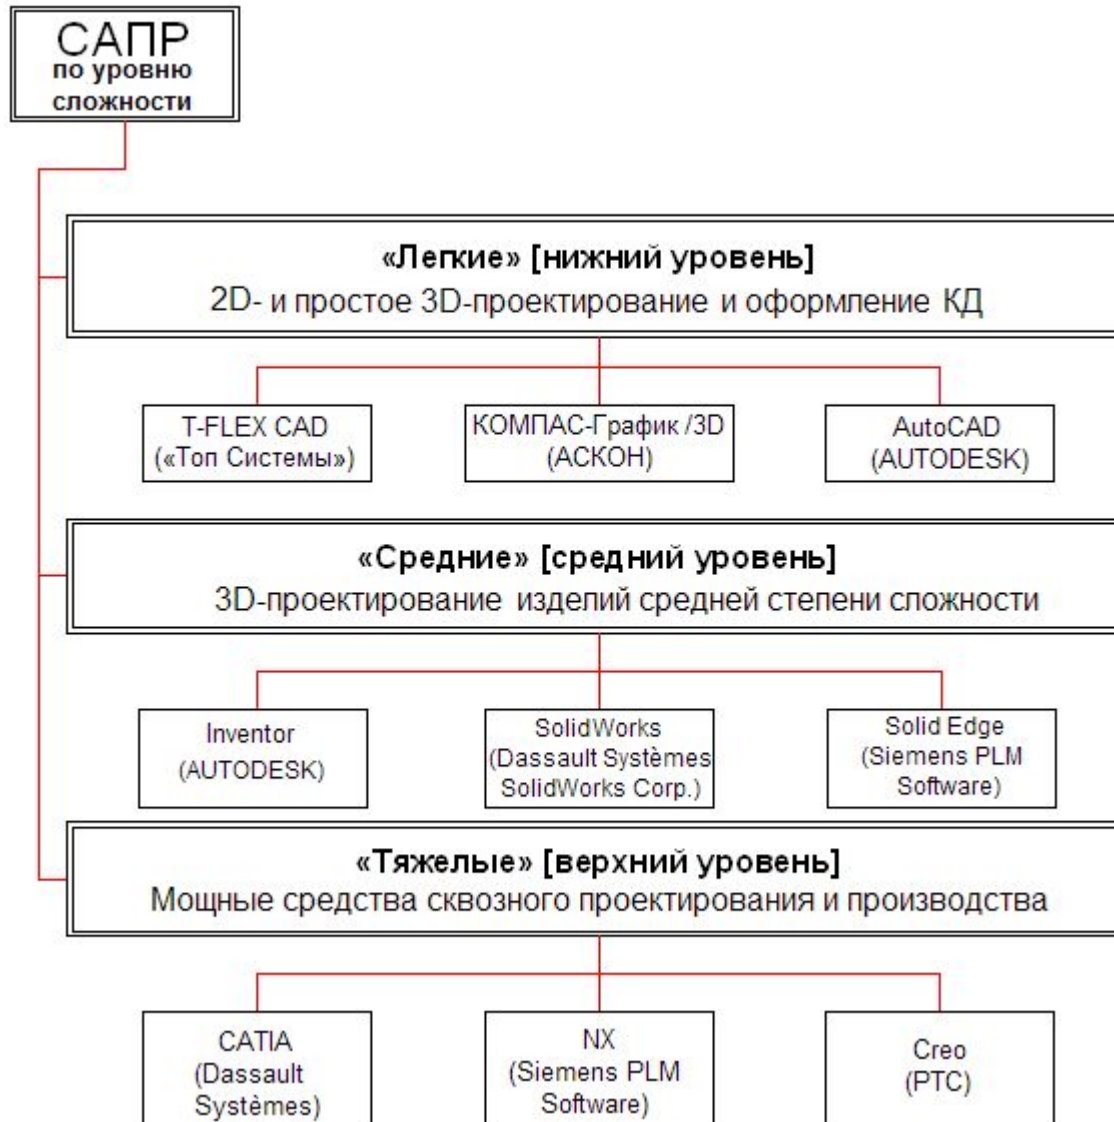 САПР
по уровню
сложности
«Легкие» [нижний уровень]
2D- и простое 3D-проектирование и оформление КД
T-FLEX CAD
(«Топ Системы»)
КОМПАС-График /3D
(АСКОН)
AutoCAD
(AUTODESK)
«Средние» [средний уровень]
3D-проектирование изделий средней степени сложности
Inventor
(AUTODESK)
SolidWorks
(Dassault Systèmes
SolidWorks Corp.)
Solid Edge
(Siemens PLM
Software)
«Тяжелые» [верхний уровень]
Мощные средства сквозного проектирования и производства
CATIA
(Dassault
Systèmes)
NX
(Siemens PLM
Software)
Creo
(PTC)